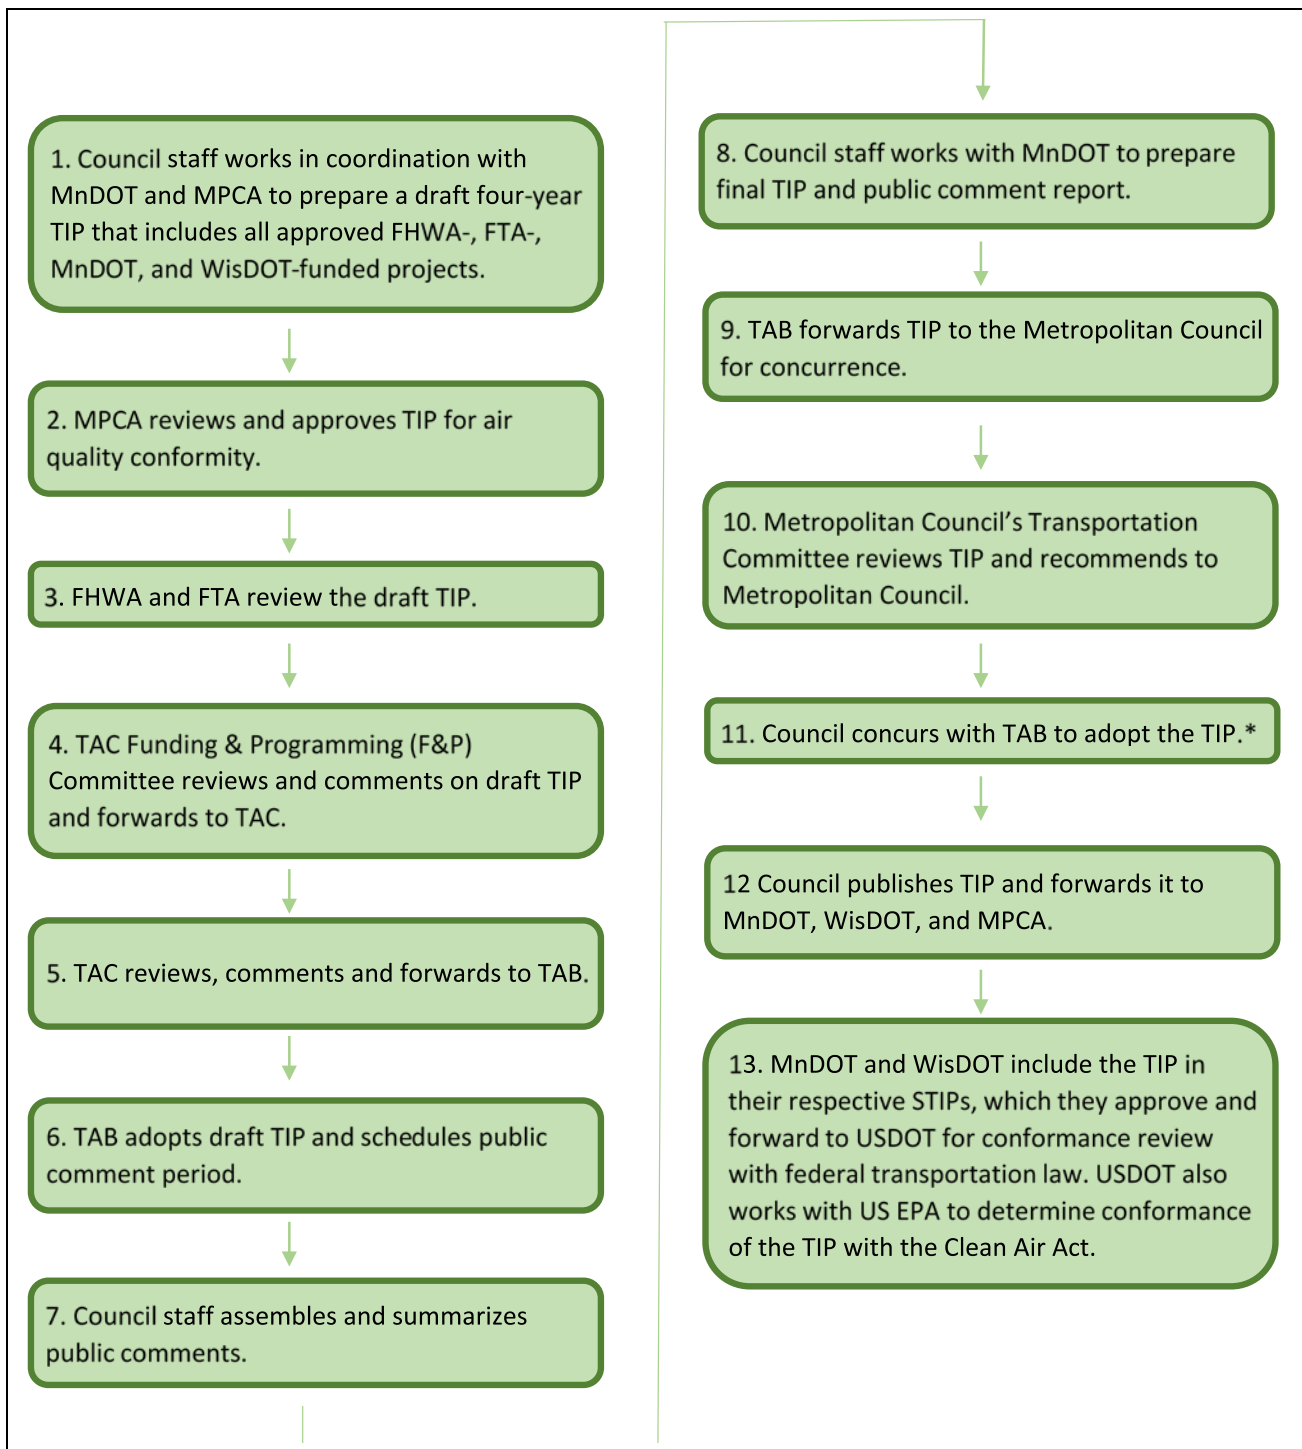 1. Council staff works in coordination with
MnDOT and MPCA to prepare a draft four-year
TIP that includes all approved FHWA-, FTA-,
MnDOT, and WisDOT-funded projects.
2. MPCA reviews and approves TIP for air
quality conformity.
3. FHWA and FTA review the draft TIP.
4. TAC Funding & Programming (F&P)
Committee reviews and comments on draft TIP
and forwards to TAC.
5. TAC reviews, comments and forwards to TAB.
6. TAB adopts draft TIP and schedules public
comment period.
7. Council staff assembles and summarizes
public comments.
8. Council staff works with MnDOT to prepare
final TIP and public comment report.
9. TAB forwards TIP to the Metropolitan Council
for concurrence.
10. Metropolitan Council’s Transportation
Committee reviews TIP and recommends to
Metropolitan Council.
11. Council concurs with TAB to adopt the TIP.*
12 Council publishes TIP and forwards it to
MnDOT, WisDOT, and MPCA.
13. MnDOT and WisDOT include the TIP in
their respective STIPs, which they approve and
forward to USDOT for conformance review
with federal transportation law. USDOT also
works with US EPA to determine conformance
of the TIP with the Clean Air Act.